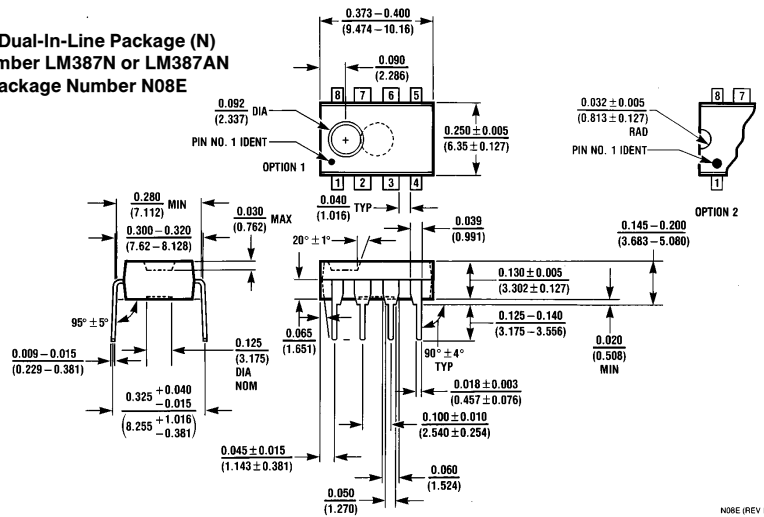 Dual-In-Line Package (N)
mber LM387N or LM387AN
ackage Number N08E
0.373 – 0.400
(9.474 – 10.16)
0.090
(2.286)
8 7 6 5
0.092 DIA
(2.337)
PIN NO. 1 IDENT
OPTION 1
0.250 ± 0.005
(6.35 ± 0.127)
1 2 3 4
0.032 ± 0.005
(0.813 ± 0.127)
RAD
PIN NO. 1 IDENT
8 7
1
OPTION 2
0.280 MIN
(7.112)
0.030 MAX
(0.762)
0.040 TYP
(1.016)
0.039
(0.991)
0.145 – 0.200
(3.683 – 5.080)
0.300 – 0.320
(7.62 – 8.128)
20° ± 1°
0.130 ± 0.005
(3.302 ± 0.127)
0.125 – 0.140
(3.175 – 3.556)
0.020
(0.508)
MIN
95° ± 5°
0.065
(1.651)
90° ± 4°
TYP
0.009 – 0.015
(0.229 – 0.381)
0.125
(3.175)
DIA
NOM
0.018 ± 0.003
(0.457 ± 0.076)
0.325 +0.040 −0.015
(8.255 +1.016 −0.381)
0.100 ± 0.010
(2.540 ± 0.254)
0.045 ± 0.015
(1.143 ± 0.381)
0.060
(1.524)
0.050
(1.270)
N08E (REV